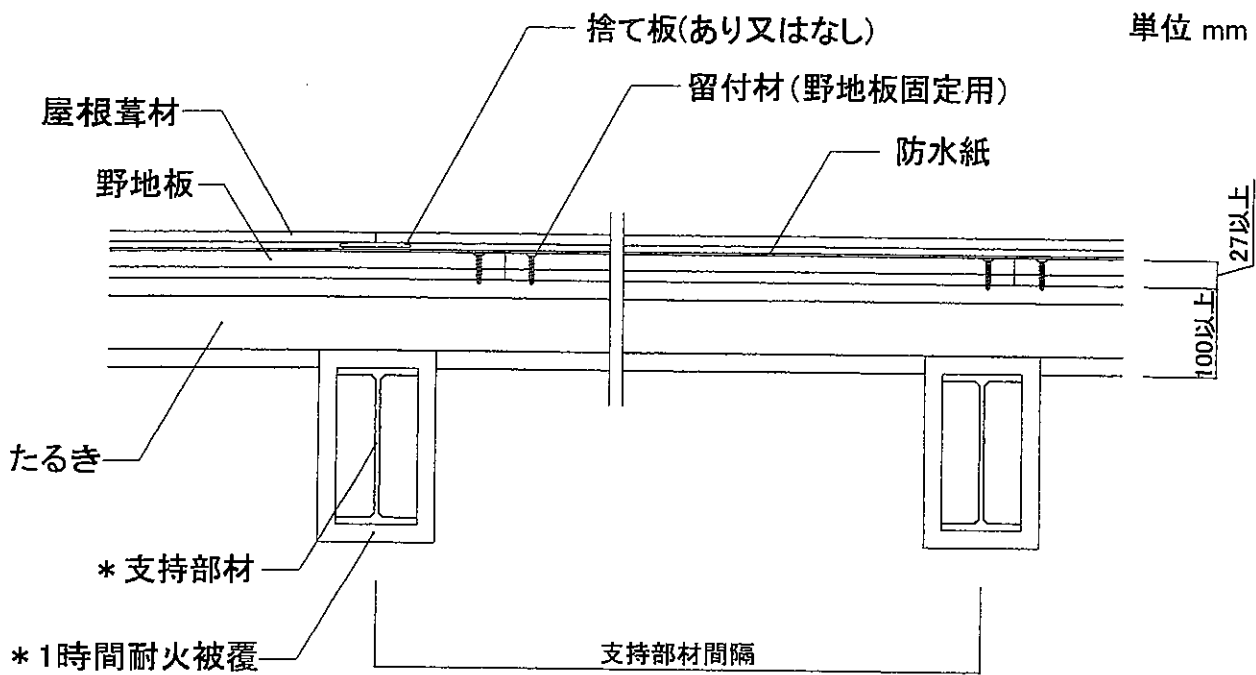 捨て板(あり又はなし)
単位 mm
留付材(野地板固定用)
屋根葺材
防水紙
野地板
27以上
100以上
たるき
＊支持部材
＊1時間耐火被覆
支持部材間隔